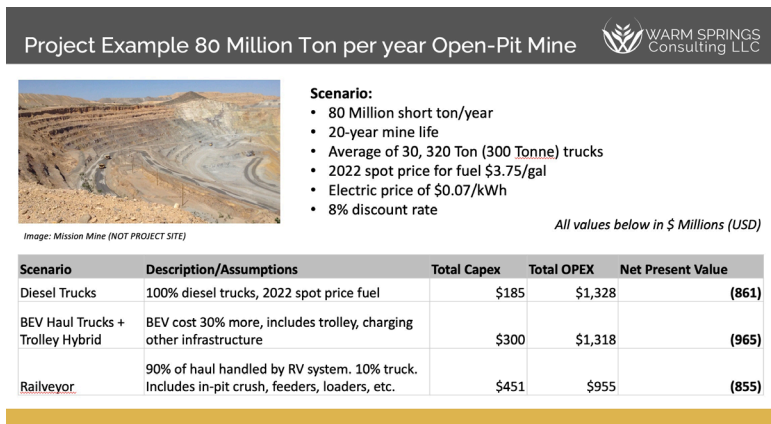 Project Example 80 Million Ton per year Open-Pit Mine
WARM SPRINGS
Consulting LLC
Scenario:
• 80 Million short ton/year
• 20-year mine life
• Average of 30, 320 Ton (300 Tonne) trucks
• 2022 spot price for fuel $3.75/gal
• Electric price of $0.07/kWh
• 8% discount rate
Image: Mission Mine (NOT PROJECT SITE)
All values below in $ Millions (USD)
Scenario Description/Assumptions Total Capex Total OPEX Net Present Value
Diesel Trucks 100% diesel trucks, 2022 spot price fuel $185 $1,328 (861)
BEV Haul Trucks + BEV cost 30% more, includes trolley, charging
Trolley Hybrid other infrastructure $300 $1,318 (965)
90% of haul handled by RV system. 10% truck.
Railveyor Includes in-pit crush, feeders, loaders, etc. $451 $955 (855)